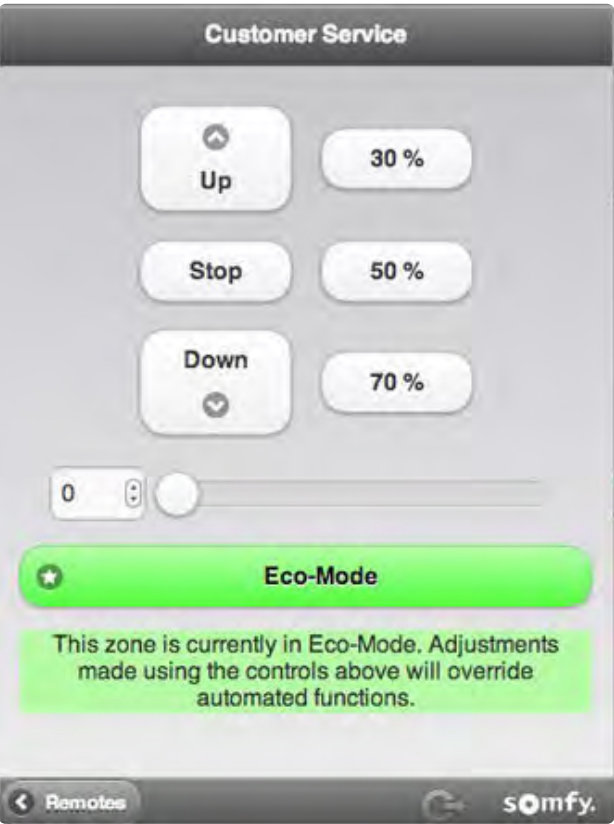 Customer Service
Up
30 %
Stop
50 %
Down
70 %
0
Eco-Mode
This zone is currently in Eco-Mode. Adjustments
made using the controls above will override
automated functions.
Remotes
somfy.